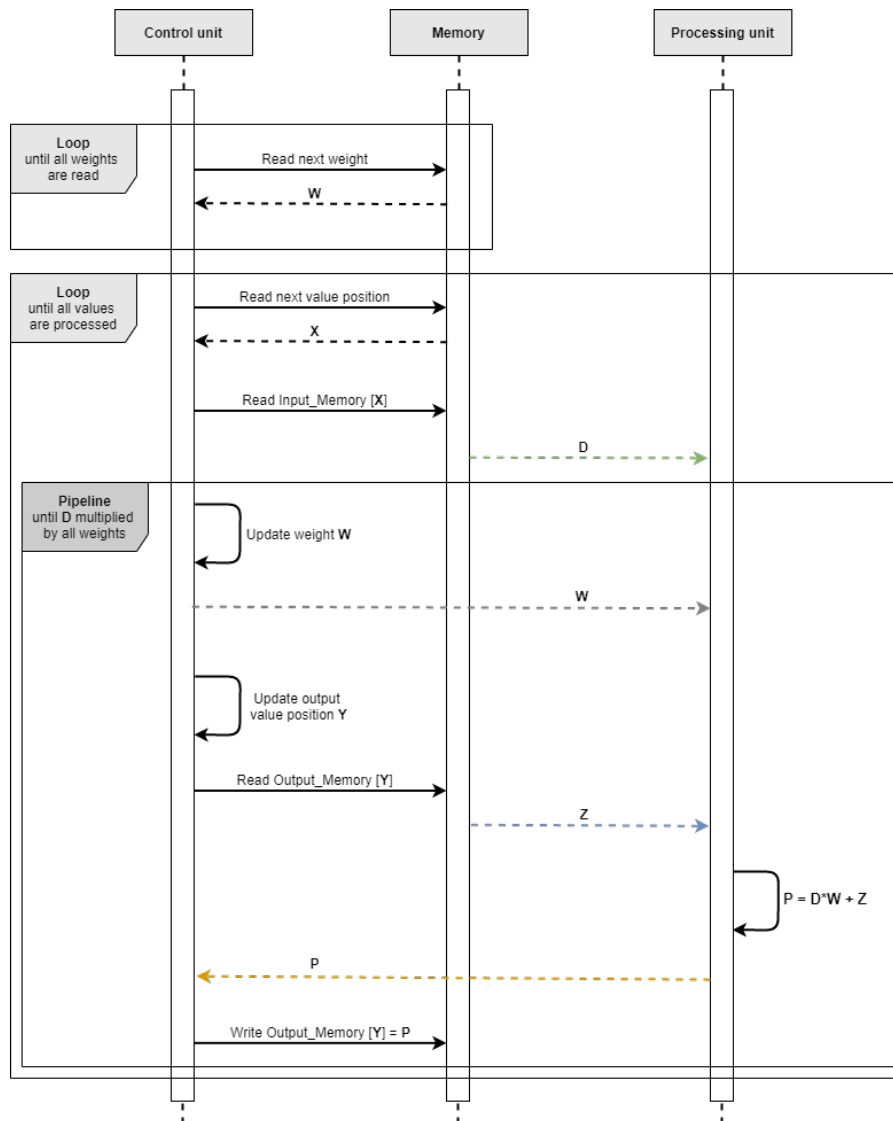 Control unit
Memory
Processing unit
Loop
until all weights
are read
Read next weight
W
Loop
until all values
are processed
Read next value position
X
Read Input_Memory [X]
D
Pipeline
until D multiplied
by all weights
Update weight W
W
Update output
value position Y
Read Output_Memory [Y]
Z
P = D*W + Z
P
Write Output_Memory [Y] = P